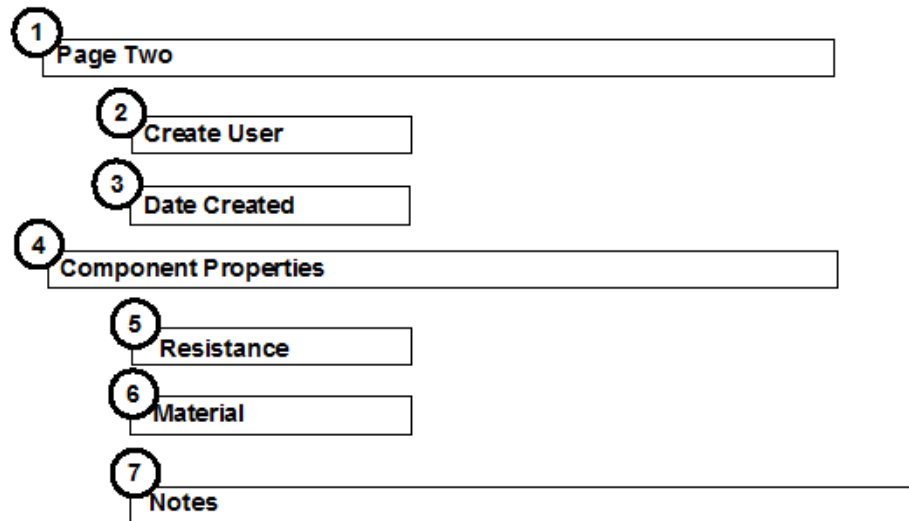 1
Page Two
2
Create User
3
Date Created
4
Component Properties
5
Resistance
6
Material
7
Notes